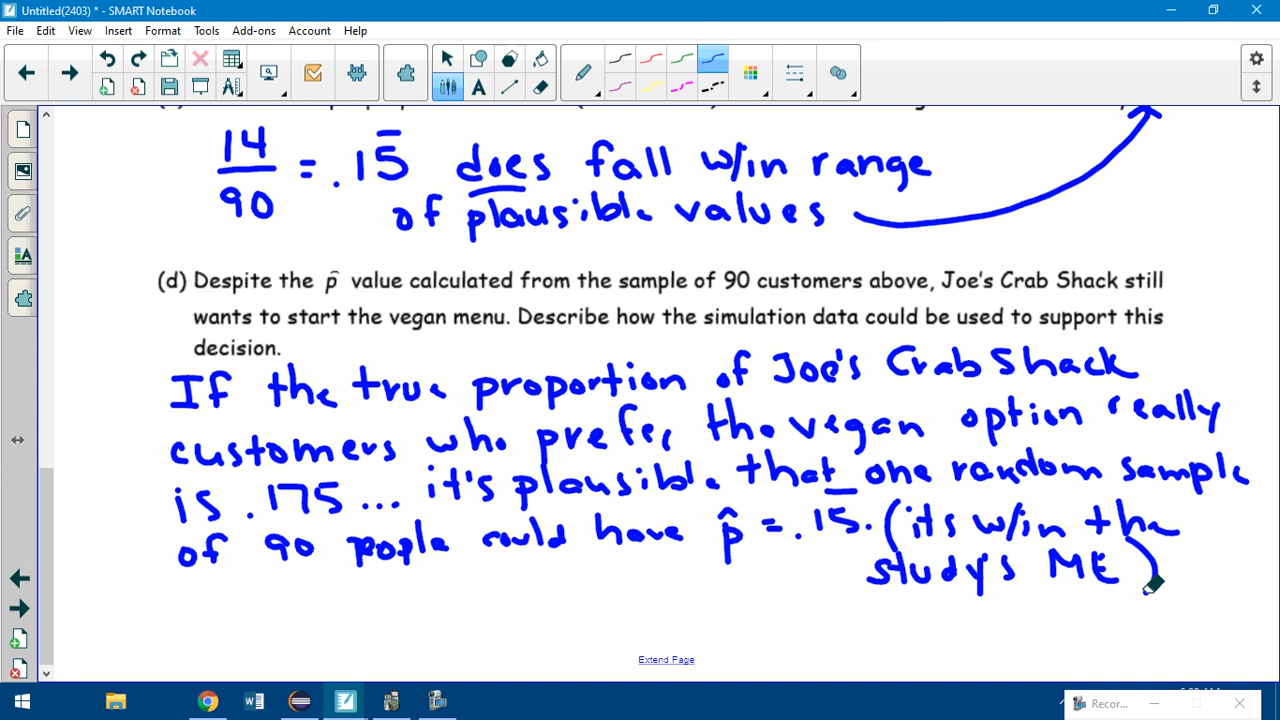 Untitled(2403) * - SMART Notebook
File Edit View Insert Format Tools Add-ons Account Help
14/90 = .15̅ does fall w/in range
of plausible values
(d) Despite the p̂ value calculated from the sample of 90 customers above, Joe's Crab Shack still
wants to start the vegan menu. Describe how the simulation data could be used to support this
decision.
If the true proportion of Joe's Crab Shack
customers who prefer the vegan option really
is .175... it's plausible that one random sample
of 90 people could have p̂ = .15̅. (its w/in the
study's ME)
Extend Page
Recor...